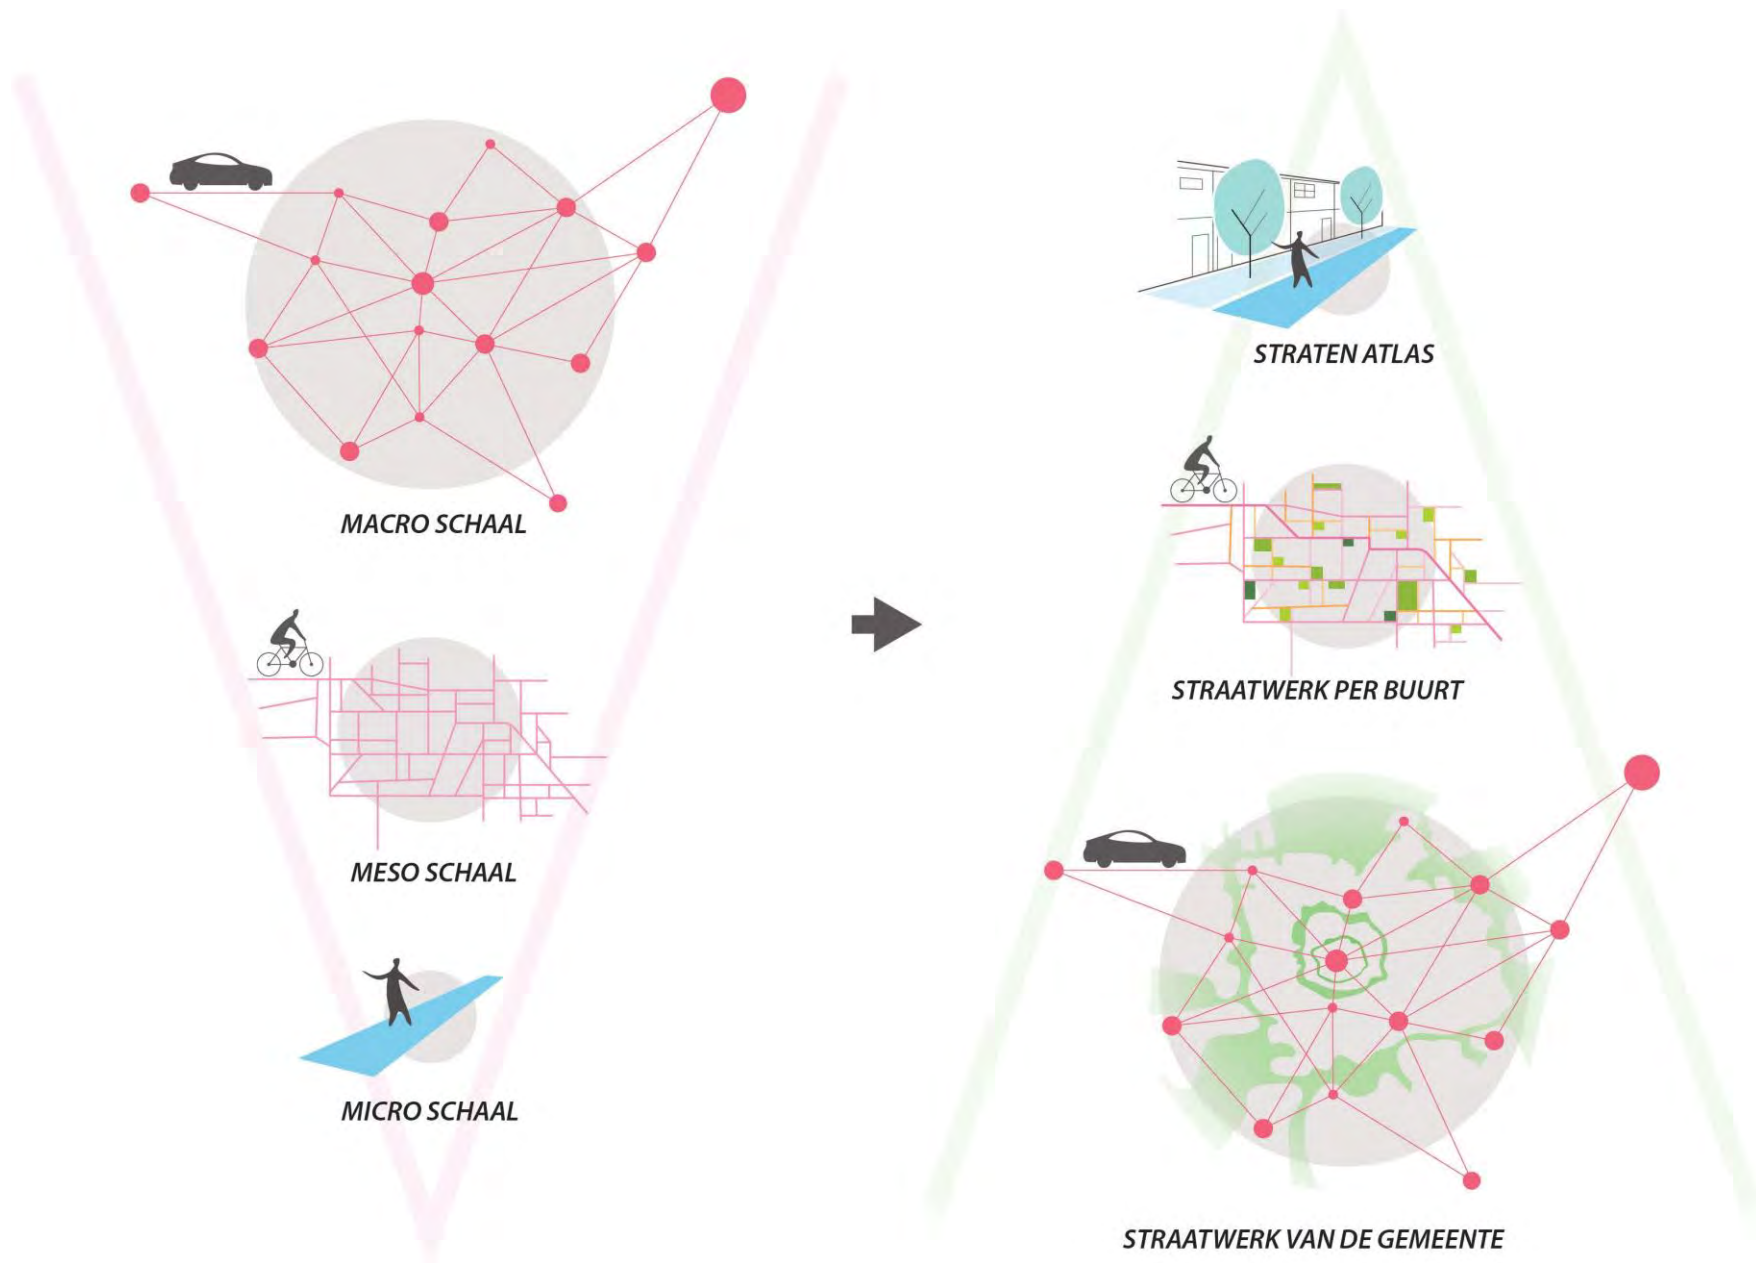 MACRO SCHAAL
MESO SCHAAL
MICRO SCHAAL
STRATEN ATLAS
STRAATWERK PER BUURT
STRAATWERK VAN DE GEMEENTE